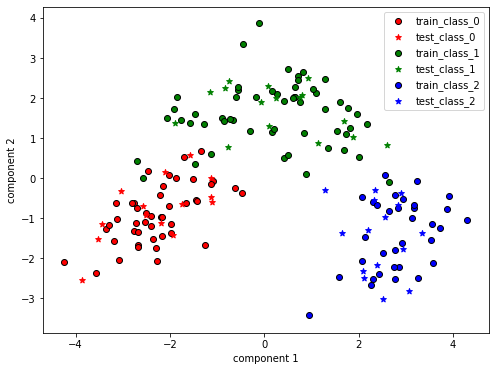 train_class_0
test_class_0
train_class_1
test_class_1
train_class_2
test_class_2
4
3
2
1
0
−1
−2
−3
component 2
−4
−2
0
2
4
component 1